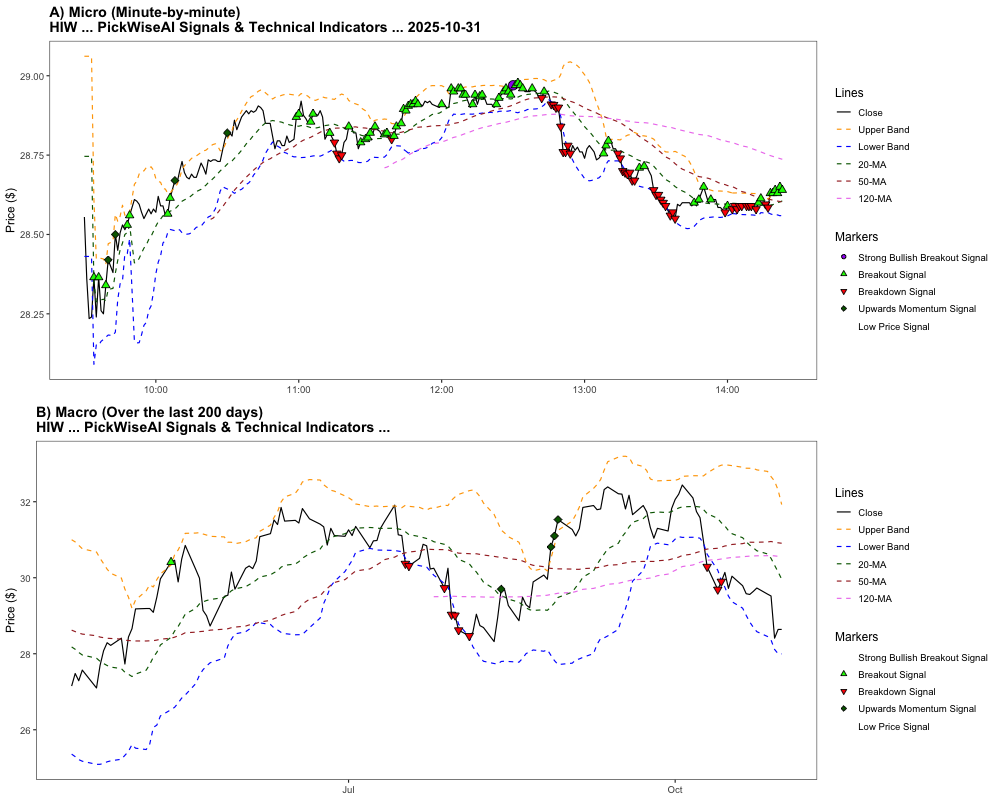 A) Micro (Minute-by-minute)
HIW ... PickWiseAI Signals & Technical Indicators ... 2025-10-31
Price ($)
29.00
28.75
28.50
28.25
10:00
11:00
12:00
13:00
14:00
Lines
Close
Upper Band
Lower Band
20-MA
50-MA
120-MA
Markers
Strong Bullish Breakout Signal
Breakout Signal
Breakdown Signal
Upwards Momentum Signal
Low Price Signal
B) Macro (Over the last 200 days)
HIW ... PickWiseAI Signals & Technical Indicators ...
Price ($)
32
30
28
26
Jul
Oct
Lines
Close
Upper Band
Lower Band
20-MA
50-MA
120-MA
Markers
Strong Bullish Breakout Signal
Breakout Signal
Breakdown Signal
Upwards Momentum Signal
Low Price Signal